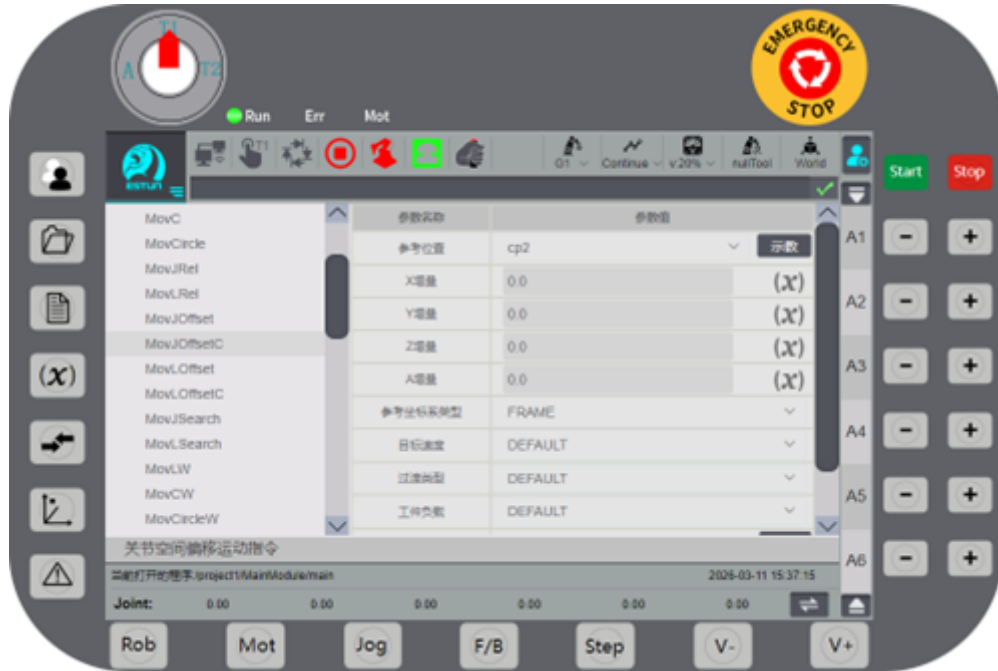 T1
A
T2
EMERGENCY
STOP
Run Err Mot
T1
G1 Continue v:20% nullTool World
ESTUN
Start Stop
MovC
MovCircle
MovJRel
MovLRel
MovJOffset
MovJOffsetC
MovLOffset
MovLOffsetC
MovJSearch
MovLSearch
MovLW
MovCW
MovCircleW
参数名称 参数值
参考位置 cp2 示教
X增量 0.0 (x)
Y增量 0.0 (x)
Z增量 0.0 (x)
A增量 0.0 (x)
参考坐标系类型 FRAME
目标速度 DEFAULT
过渡类型 DEFAULT
工件负载 DEFAULT
A1 - +
A2 - +
A3 - +
A4 - +
A5 - +
A6 - +
(x)
关节空间偏移运动指令
当前打开的程序:/project1/MainModule/main 2026-03-11 15:37:15
Joint: 0.00 0.00 0.00 0.00 0.00 0.00
Rob Mot Jog F/B Step V- V+